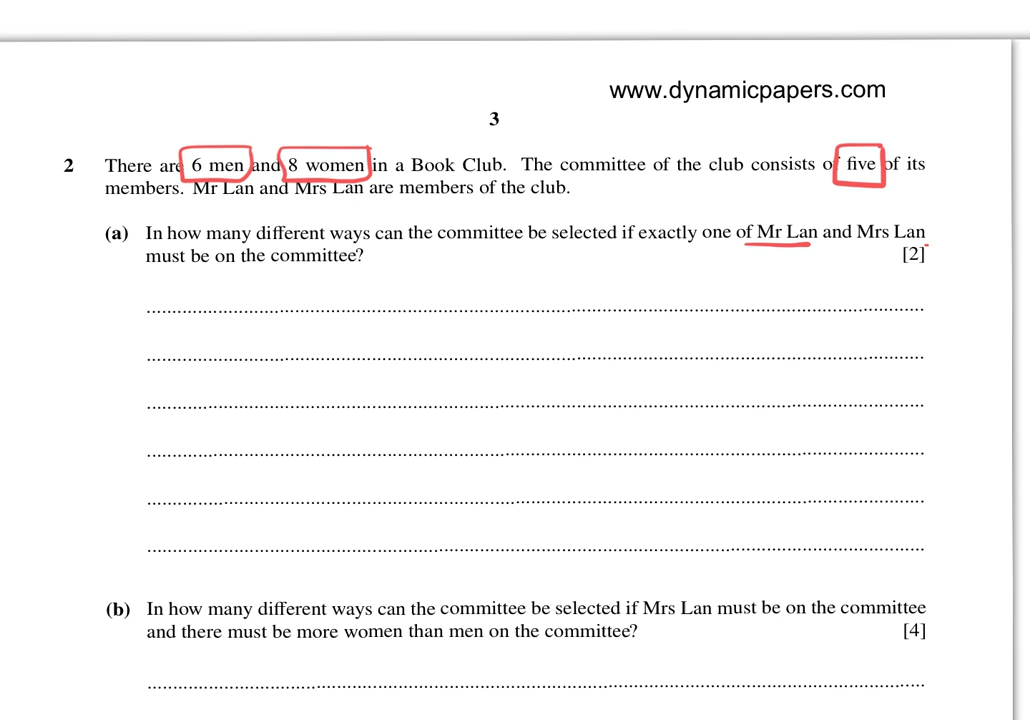 www.dynamicpapers.com
3
2 There are 6 men and 8 women in a Book Club. The committee of the club consists of five of its
members. Mr Lan and Mrs Lan are members of the club.
(a) In how many different ways can the committee be selected if exactly one of Mr Lan and Mrs Lan
must be on the committee? [2]
(b) In how many different ways can the committee be selected if Mrs Lan must be on the committee
and there must be more women than men on the committee? [4]